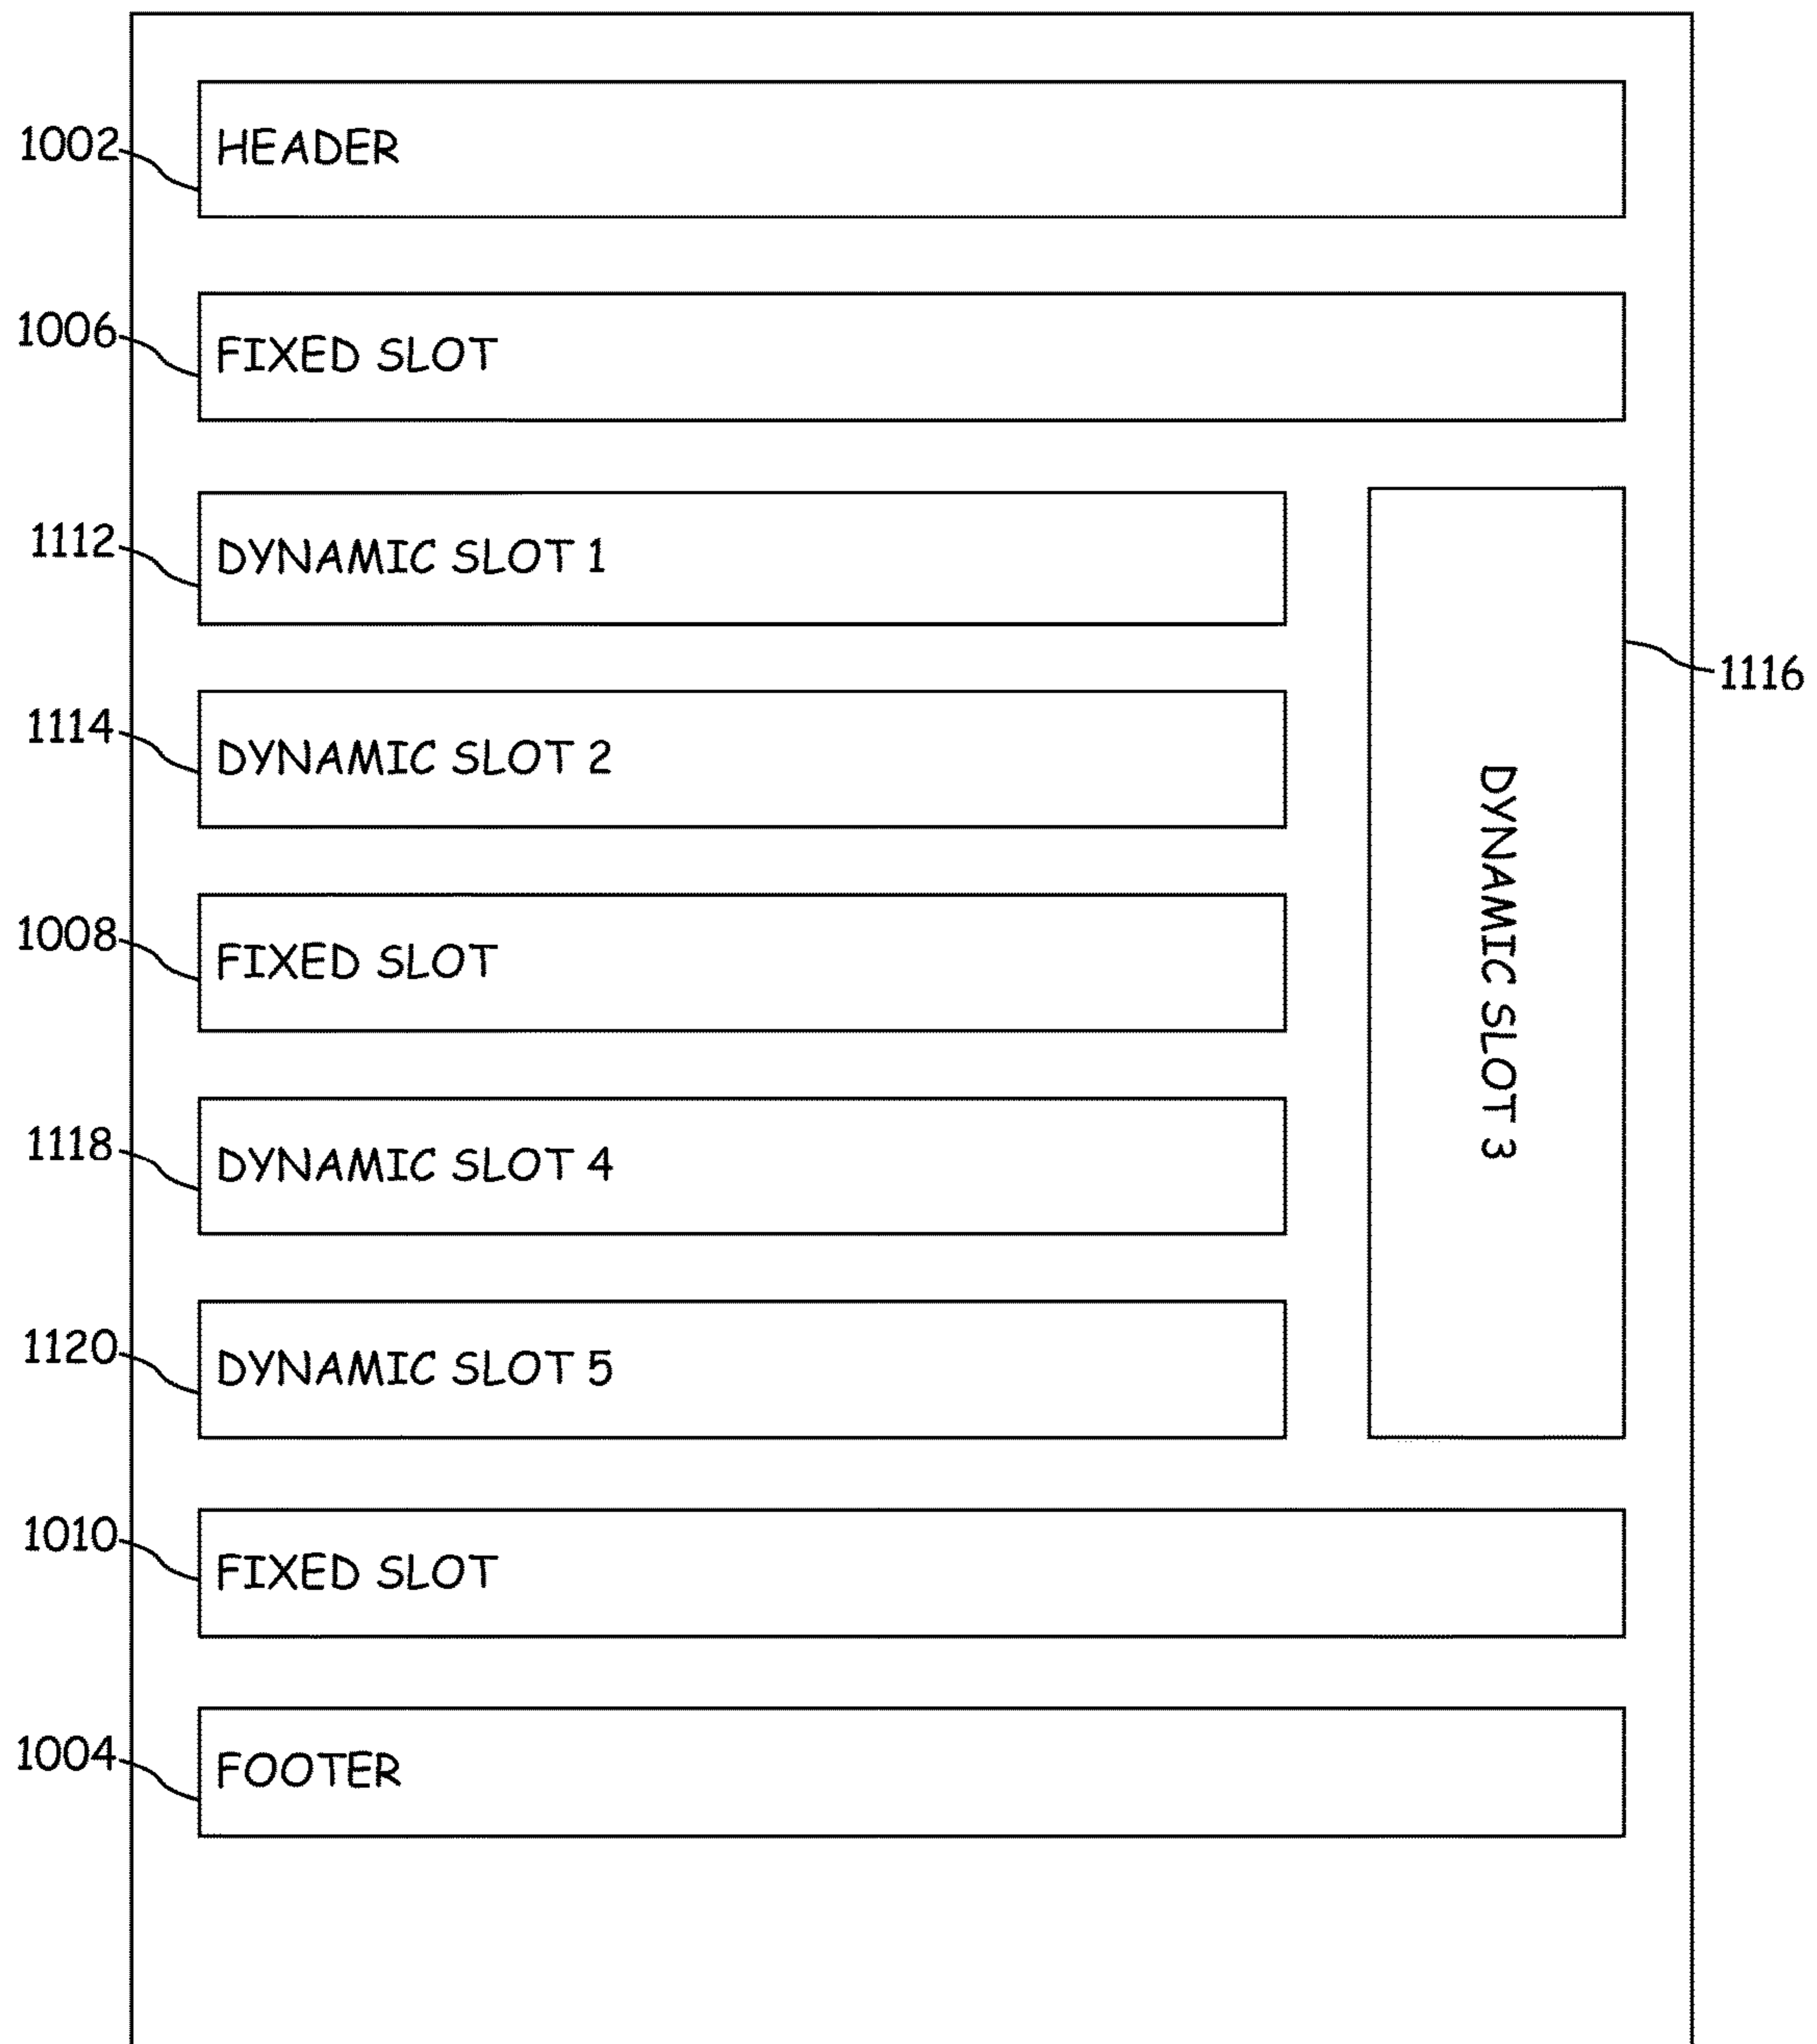 1002
HEADER
1006
FIXED SLOT
1112
DYNAMIC SLOT 1
1116
DYNAMIC SLOT 3
1114
DYNAMIC SLOT 2
1008
FIXED SLOT
1118
DYNAMIC SLOT 4
1120
DYNAMIC SLOT 5
1010
FIXED SLOT
1004
FOOTER